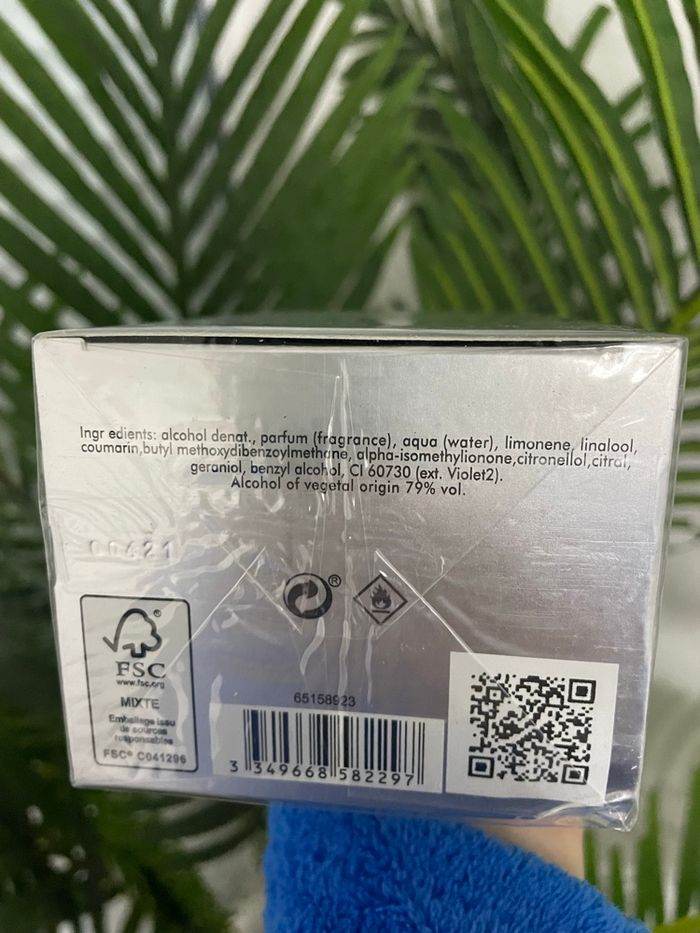 Ingr edients: alcohol denat., parfum (fragrance), aqua (water), limonene, linalool,
coumarin,butyl methoxydibenzoylmethane, alpha-isomethylionone,citronellol,citral,
geraniol, benzyl alcohol, CI 60730 (ext. Violet2).
Alcohol of vegetal origin 79% vol.
00421
®
®
FSC
www.fsc.org
MIXTE
Emballage issu
de sources
responsables
FSC® C041296
65158923
3 349668 582297